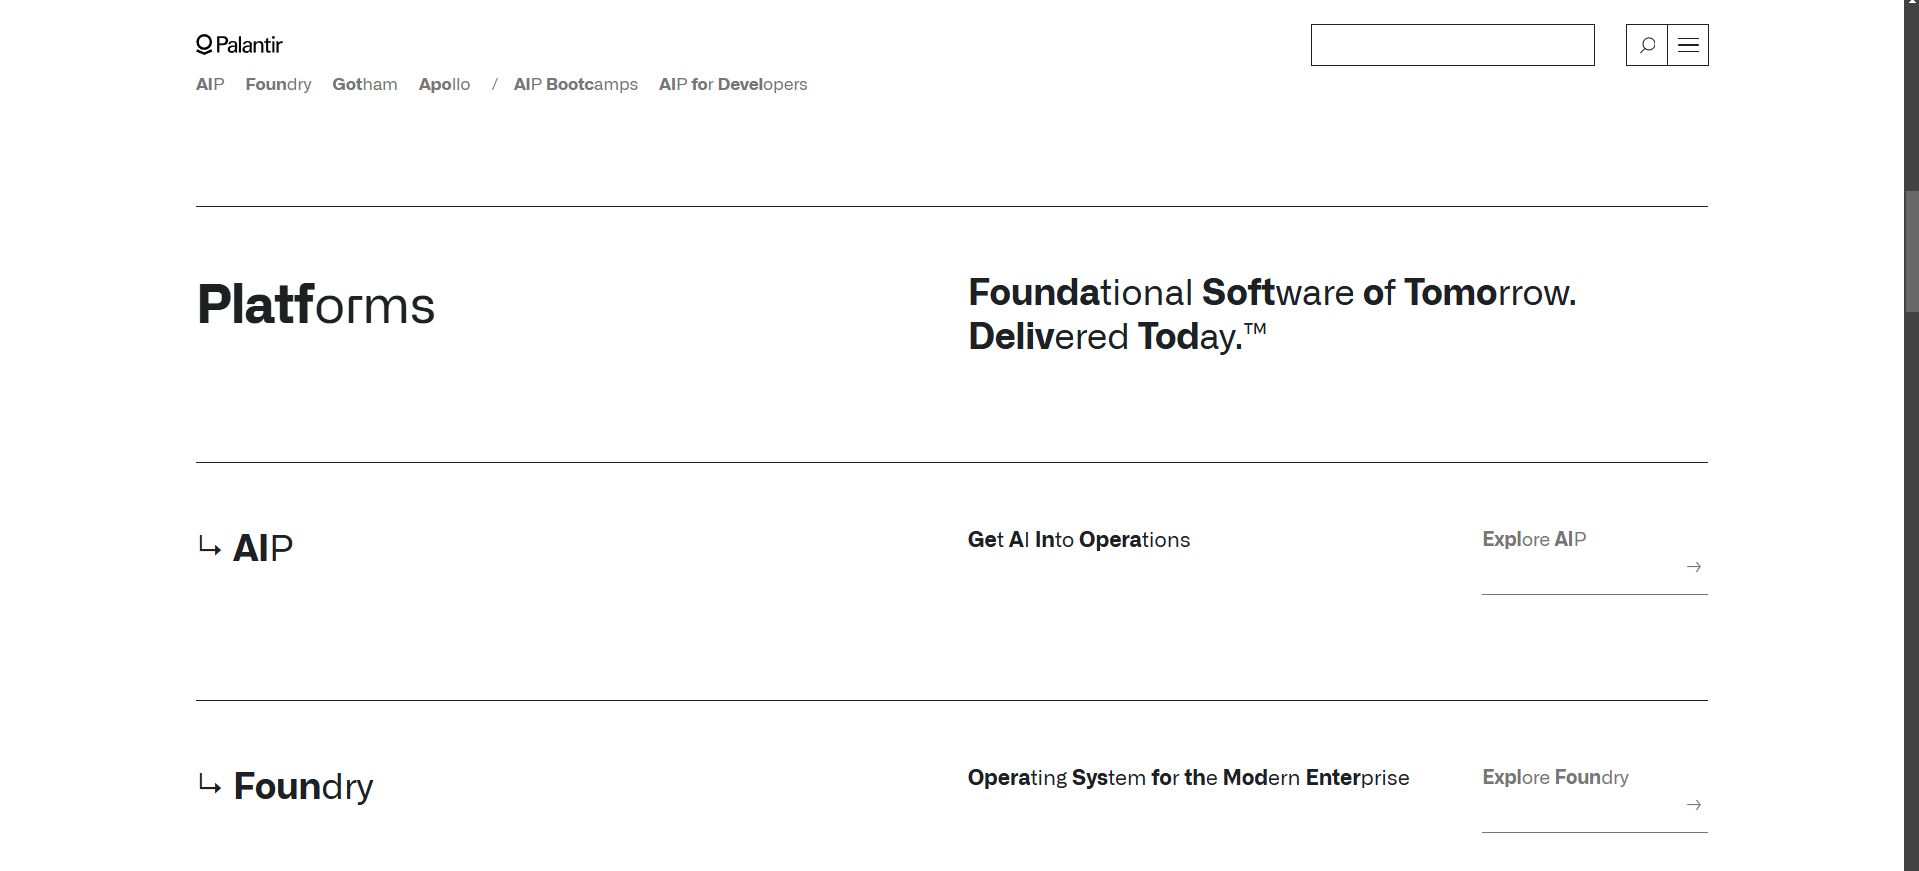 Palantir
AIP Foundry Gotham Apollo / AIP Bootcamps AIP for Developers
Platforms
Foundational Software of Tomorrow.
Delivered Today.™
↳ AIP
Get AI Into Operations
Explore AIP
→
↳ Foundry
Operating System for the Modern Enterprise
Explore Foundry
→